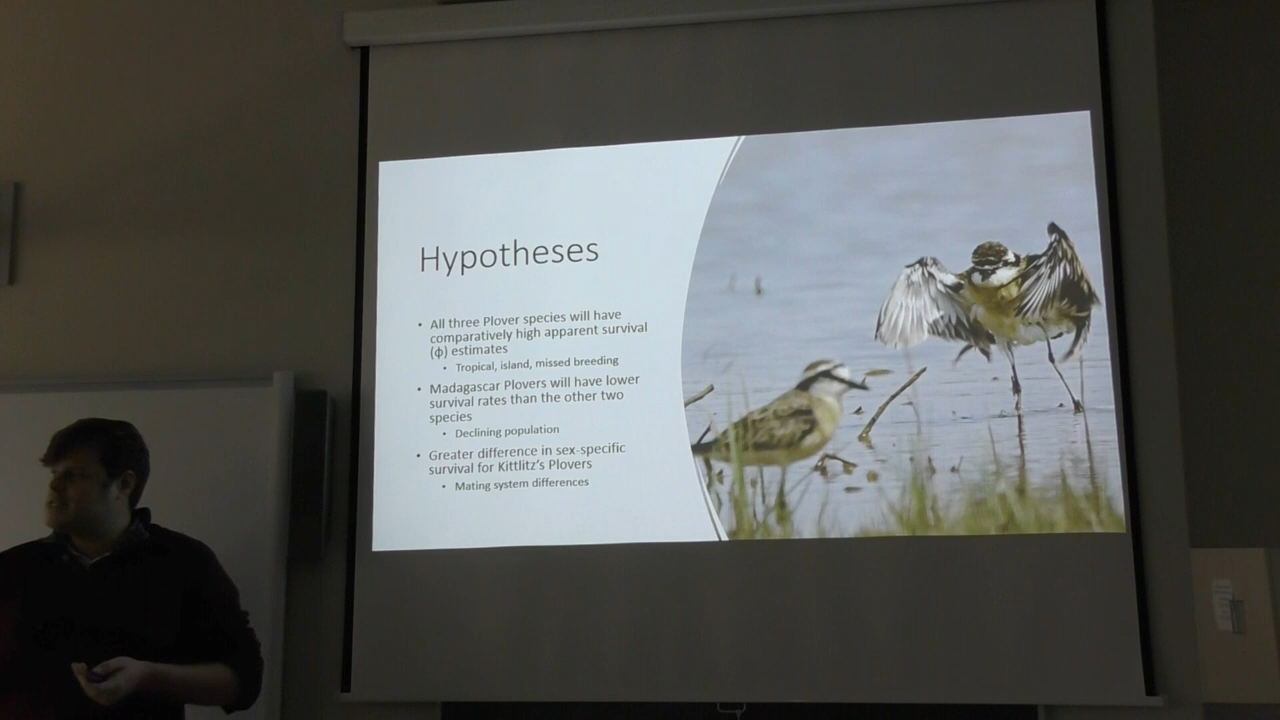 Hypotheses
• All three Plover species will have
comparatively high apparent survival
(ϕ) estimates
• Tropical, island, missed breeding
• Madagascar Plovers will have lower
survival rates than the other two
species
• Declining population
• Greater difference in sex-specific
survival for Kittlitz's Plovers
• Mating system differences